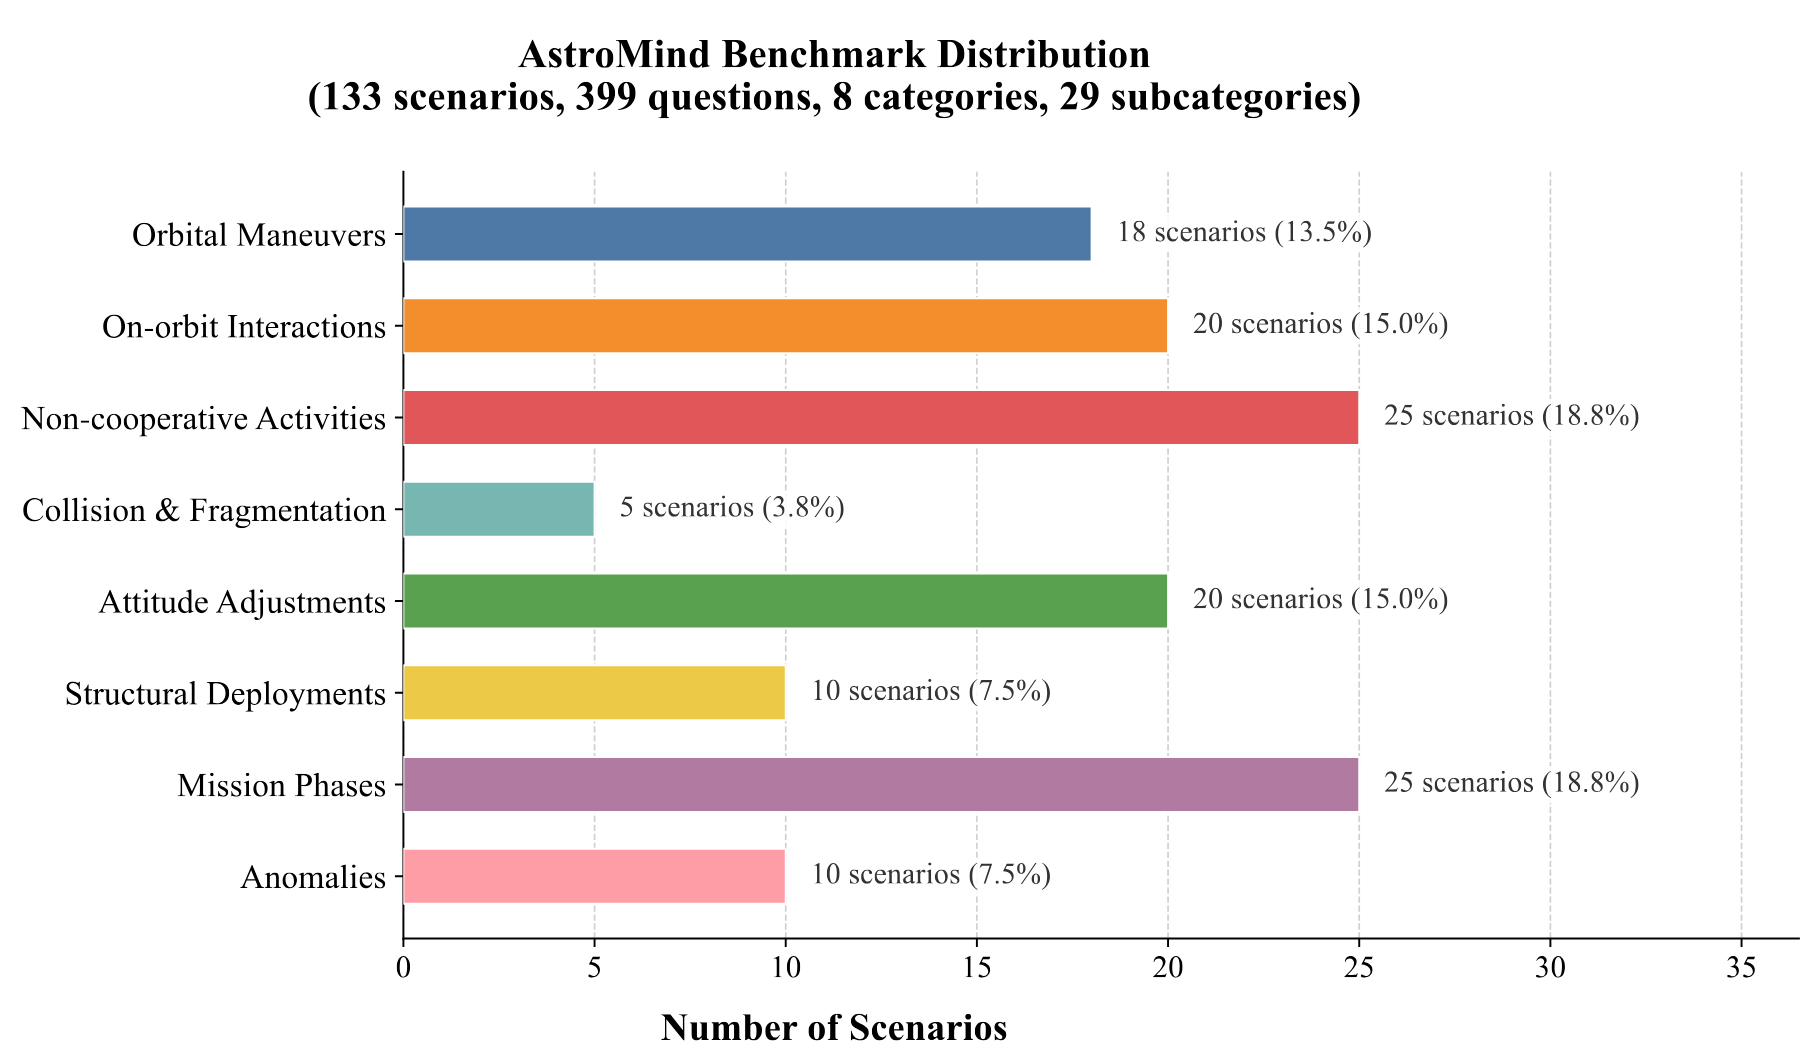 AstroMind Benchmark Distribution
(133 scenarios, 399 questions, 8 categories, 29 subcategories)
Orbital Maneuvers 18 scenarios (13.5%)
On-orbit Interactions 20 scenarios (15.0%)
Non-cooperative Activities 25 scenarios (18.8%)
Collision & Fragmentation 5 scenarios (3.8%)
Attitude Adjustments 20 scenarios (15.0%)
Structural Deployments 10 scenarios (7.5%)
Mission Phases 25 scenarios (18.8%)
Anomalies 10 scenarios (7.5%)
0 5 10 15 20 25 30 35
Number of Scenarios